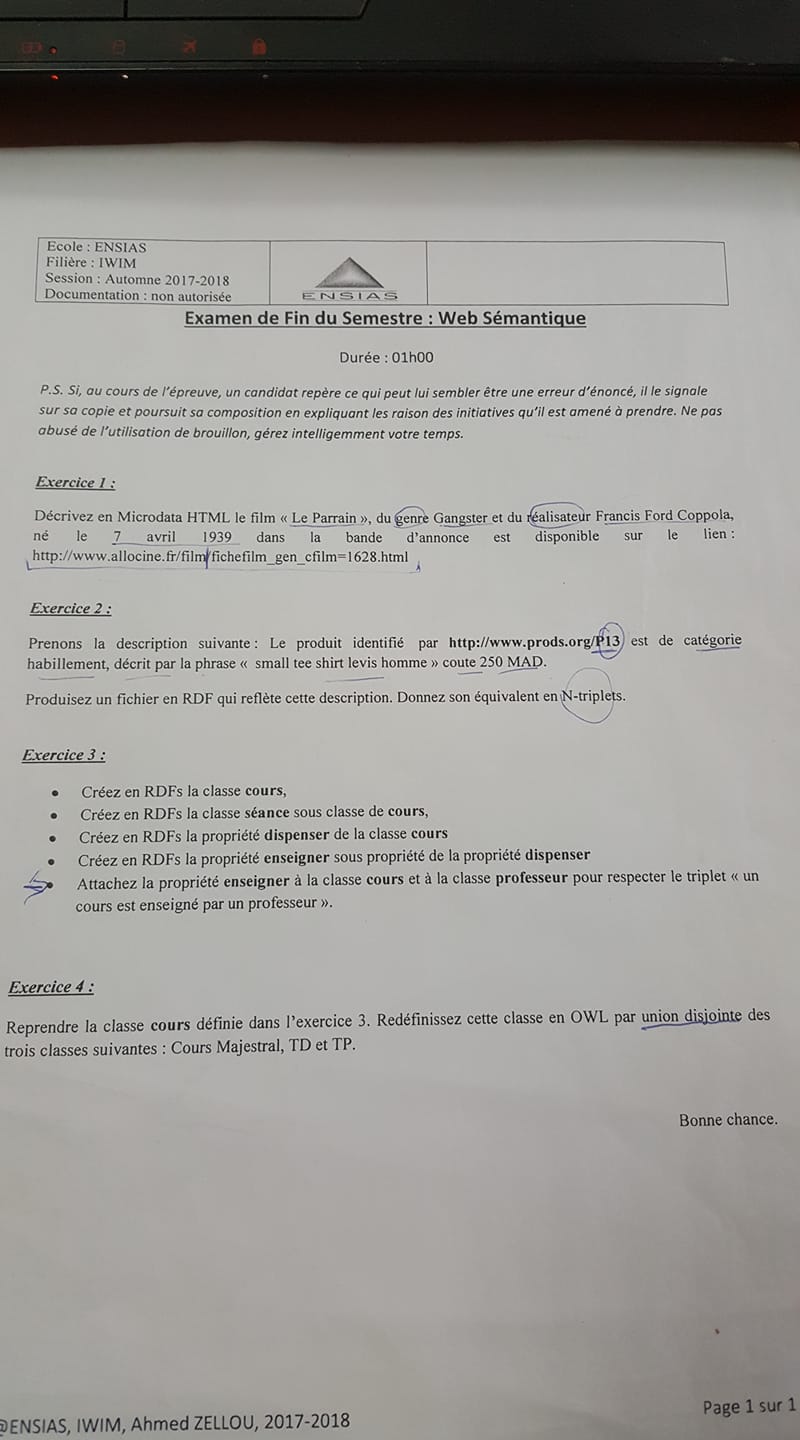 Ecole : ENSIAS
Filière : IWIM
Session : Automne 2017-2018
Documentation : non autorisée
ENSIAS
Examen de Fin du Semestre : Web Sémantique
Durée : 01h00
P.S. Si, au cours de l'épreuve, un candidat repère ce qui peut lui sembler être une erreur d'énoncé, il le signale
sur sa copie et poursuit sa composition en expliquant les raison des initiatives qu'il est amené à prendre. Ne pas
abusé de l'utilisation de brouillon, gérez intelligemment votre temps.
Exercice 1 :
Décrivez en Microdata HTML le film « Le Parrain », du genre Gangster et du réalisateur Francis Ford Coppola,
né le 7 avril 1939 dans la bande d'annonce est disponible sur le lien :
http://www.allocine.fr/film/fichefilm_gen_cfilm=1628.html
Exercice 2 :
Prenons la description suivante : Le produit identifié par http://www.prods.org/P13 est de catégorie
habillement, décrit par la phrase « small tee shirt levis homme » coute 250 MAD.
Produisez un fichier en RDF qui reflète cette description. Donnez son équivalent en N-triplets.
Exercice 3 :
• Créez en RDFs la classe cours,
• Créez en RDFs la classe séance sous classe de cours,
• Créez en RDFs la propriété dispenser de la classe cours
• Créez en RDFs la propriété enseigner sous propriété de la propriété dispenser
• Attachez la propriété enseigner à la classe cours et à la classe professeur pour respecter le triplet « un
cours est enseigné par un professeur ».
Exercice 4 :
Reprendre la classe cours définie dans l'exercice 3. Redéfinissez cette classe en OWL par union disjointe des
trois classes suivantes : Cours Majestral, TD et TP.
Bonne chance.
Page 1 sur 1
@ENSIAS, IWIM, Ahmed ZELLOU, 2017-2018